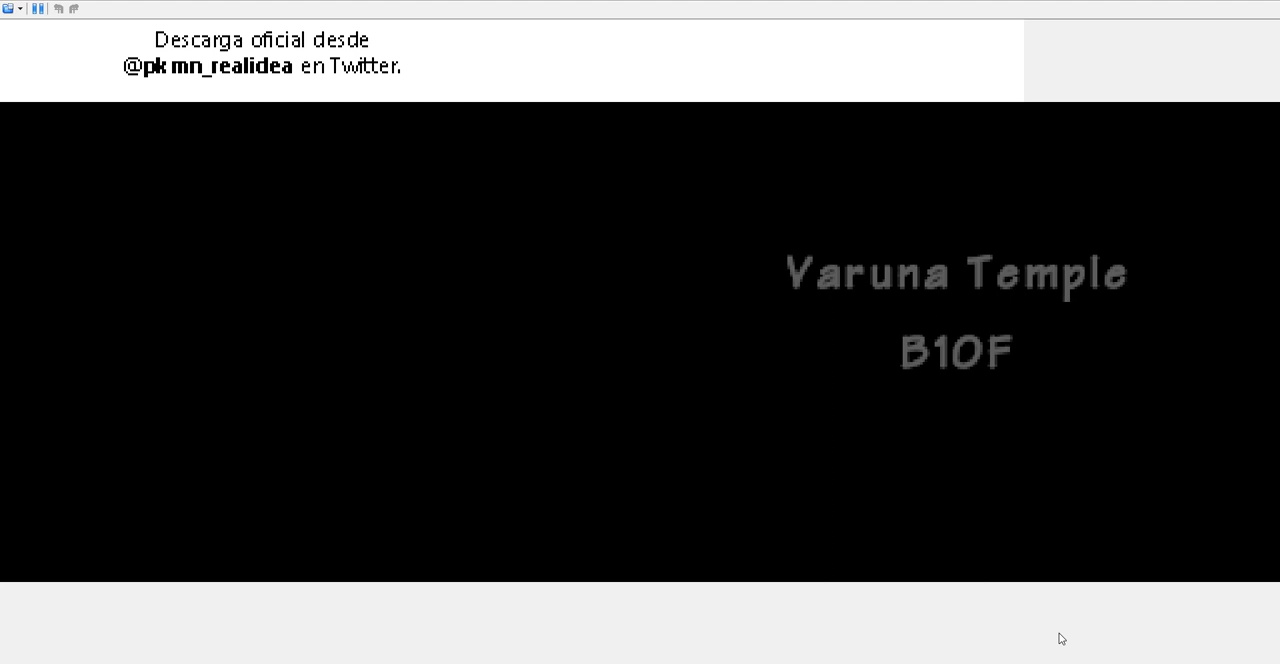 Descarga oficial desde
@pkmn_realidea en Twitter.
Varuna Temple
B10F